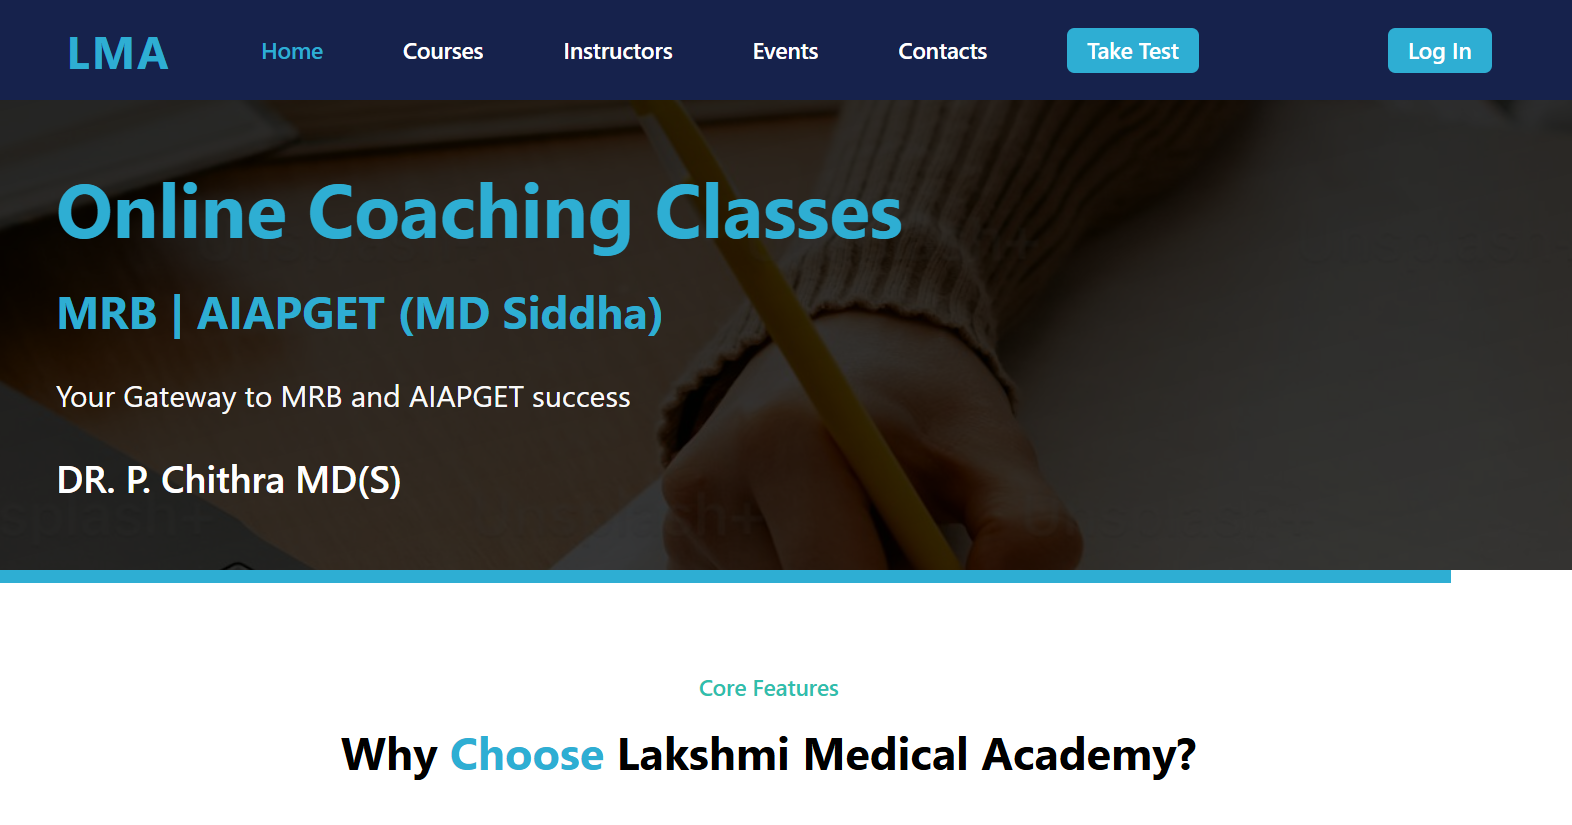 LMA
Home
Courses
Instructors
Events
Contacts
Take Test
Log In
Online Coaching Classes
MRB | AIAPGET (MD Siddha)
Your Gateway to MRB and AIAPGET success
DR. P. Chithra MD(S)
Core Features
Why Choose Lakshmi Medical Academy?